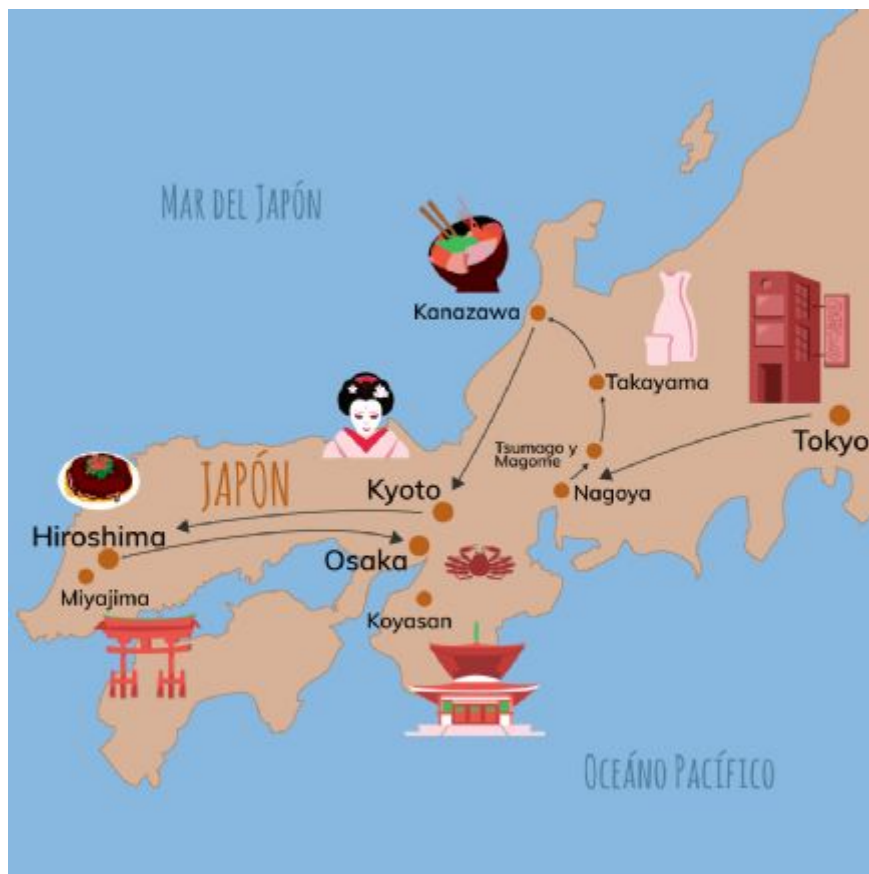 Mar del Japón
Kanazawa
Takayama
Tokyo
Tsumago y
Magome
Nagoya
JAPÓN
Kyoto
Hiroshima
Osaka
Miyajima
Koyasan
Oceáno Pacífico